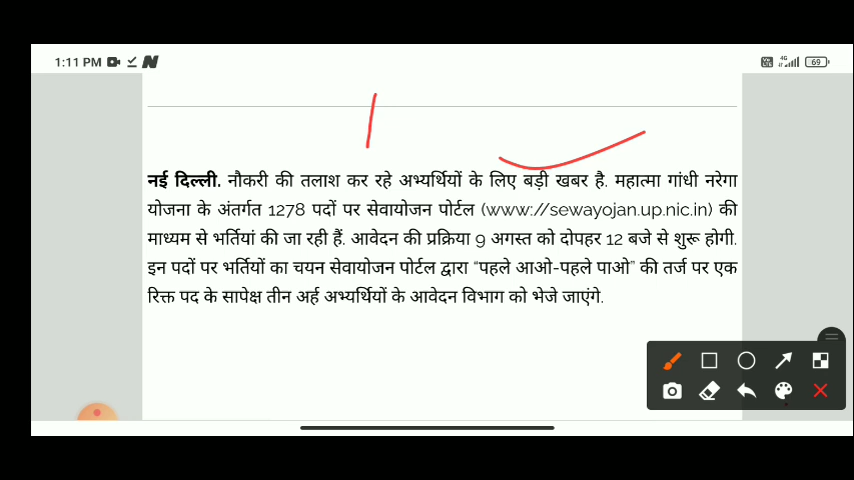 1:11 PM
4G
69
नई दिल्ली. नौकरी की तलाश कर रहे अभ्यर्थियों के लिए बड़ी खबर है. महात्मा गांधी नरेगा
योजना के अंतर्गत 1278 पदों पर सेवायोजन पोर्टल (www://sewayojan.up.nic.in) की
माध्यम से भर्तियां की जा रही हैं. आवेदन की प्रक्रिया 9 अगस्त को दोपहर 12 बजे से शुरू होगी.
इन पदों पर भर्तियों का चयन सेवायोजन पोर्टल द्वारा "पहले आओ-पहले पाओ" की तर्ज पर एक
रिक्त पद के सापेक्ष तीन अर्ह अभ्यर्थियों के आवेदन विभाग को भेजे जाएंगे.